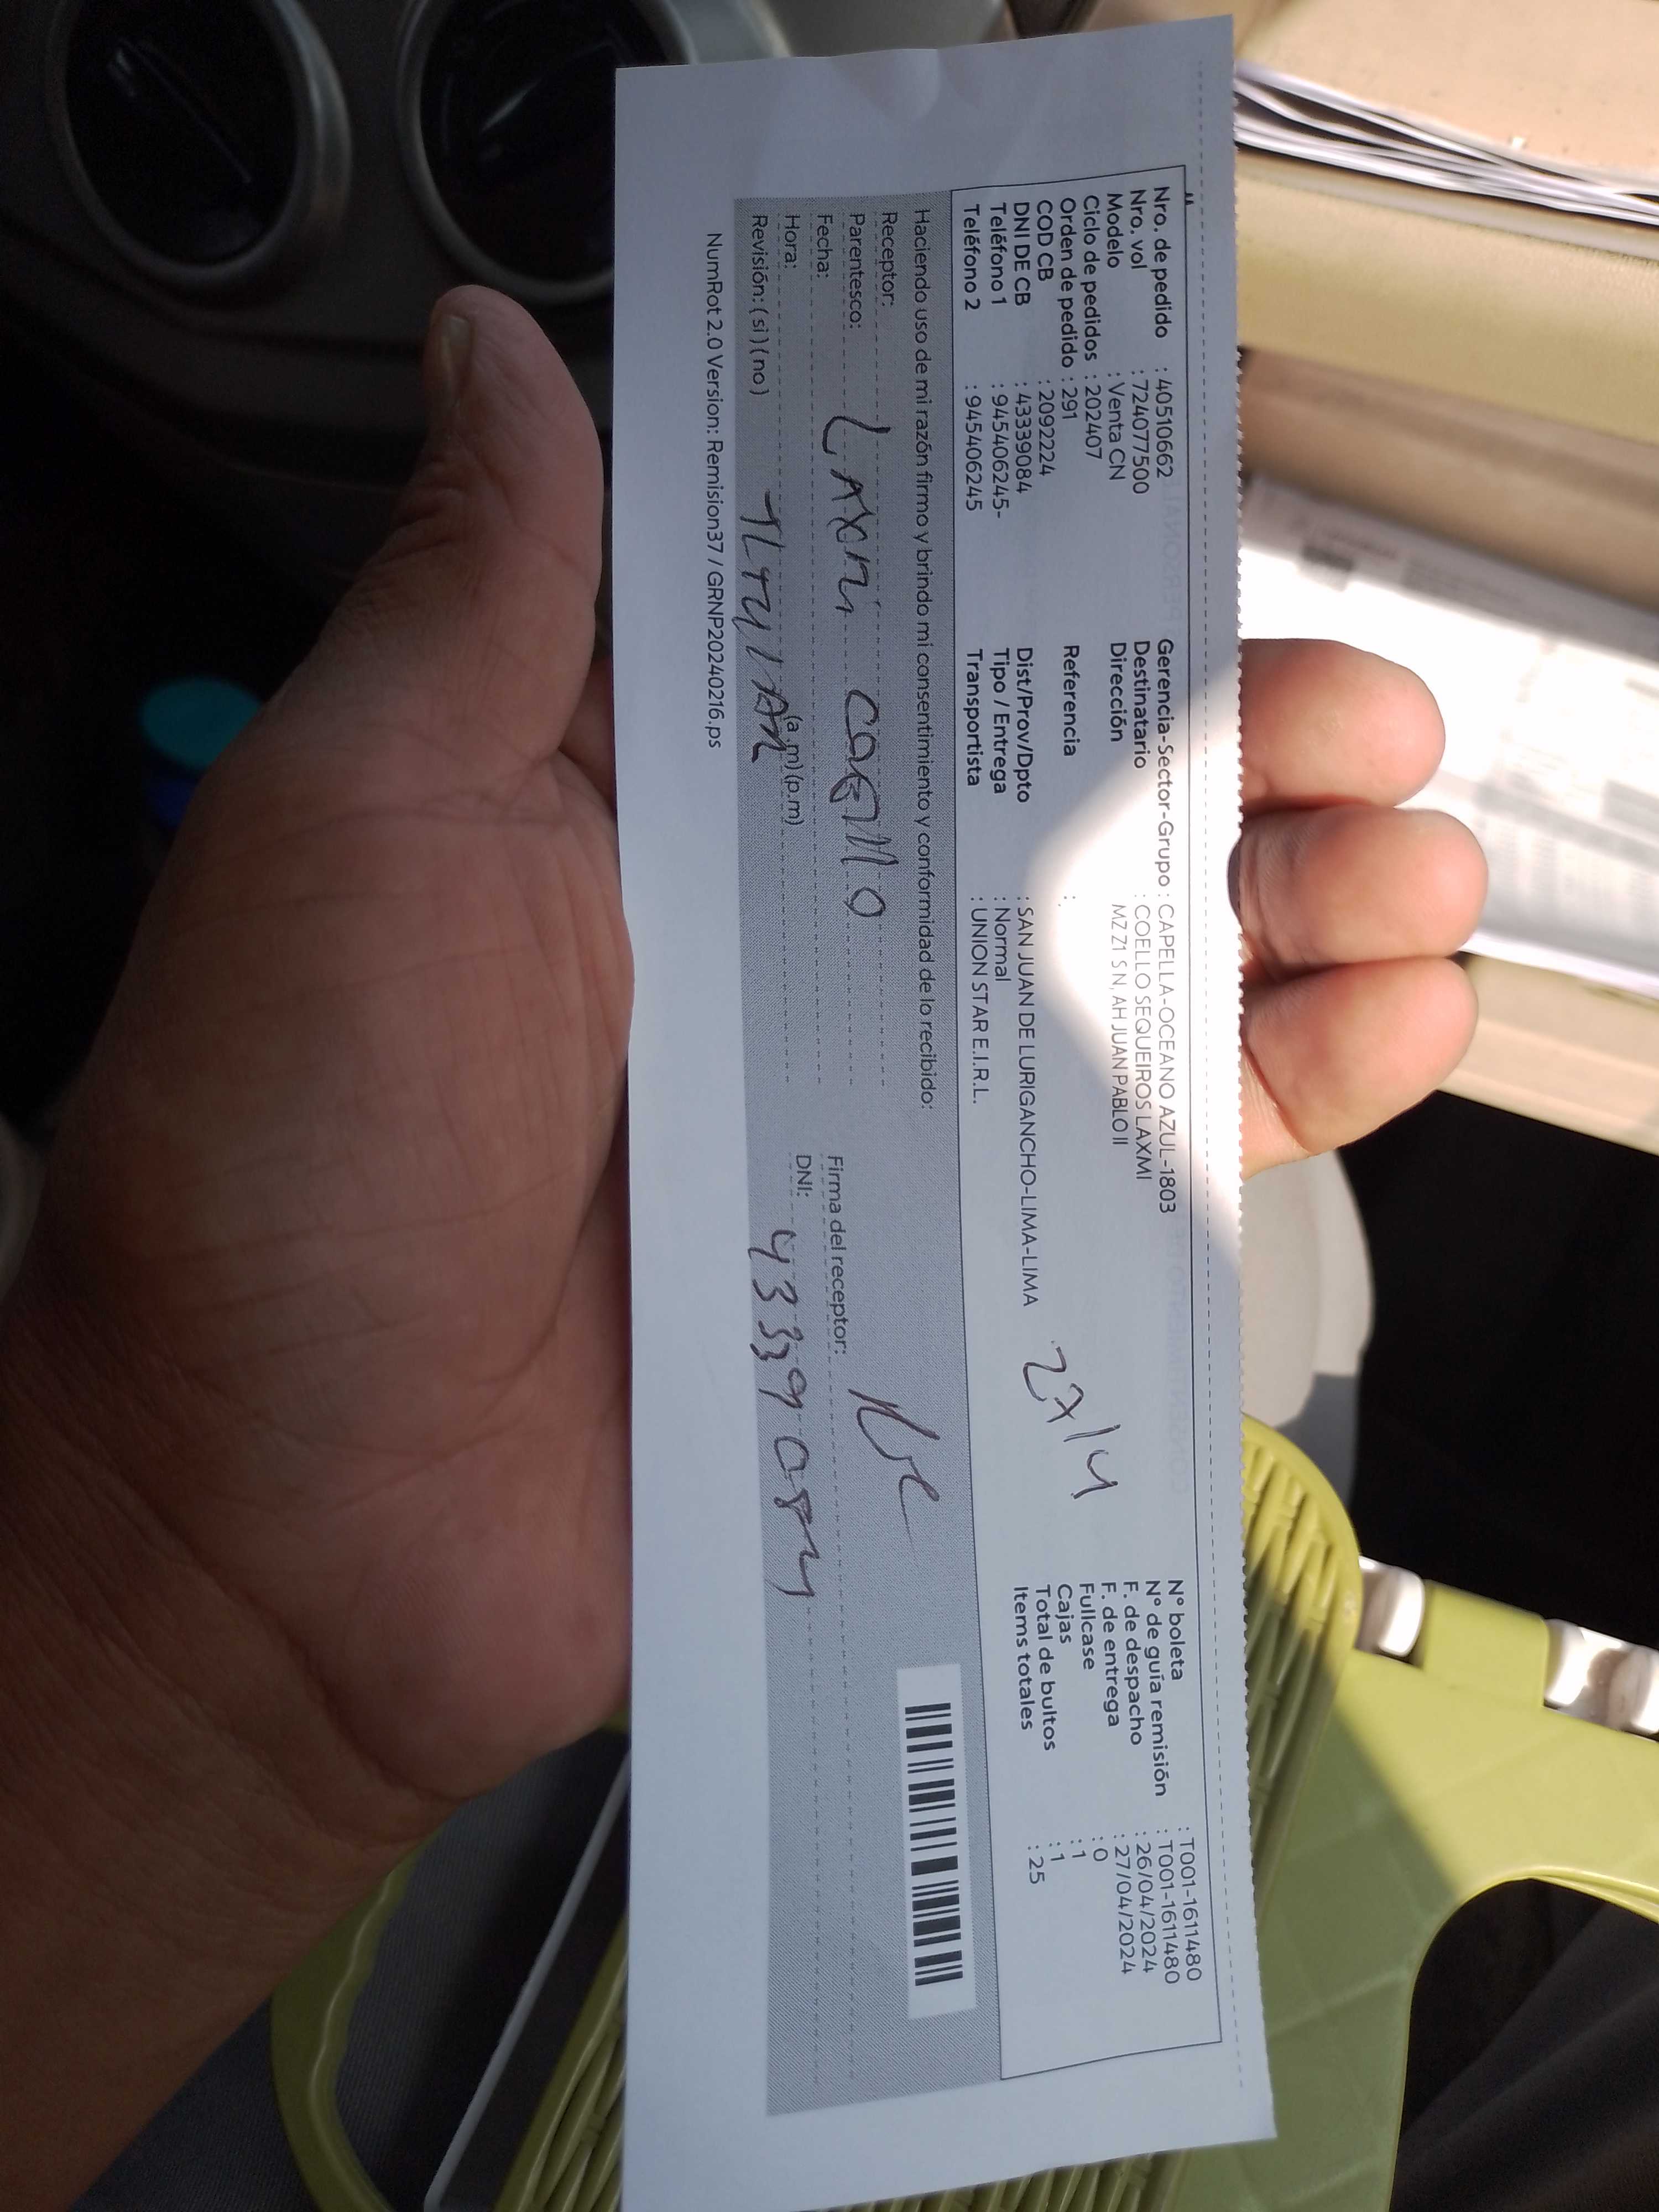 Nro. de pedido : 40510662
Nro. vol : 724077500
Modelo : Venta CN
Ciclo de pedidos : 202407
Orden de pedido : 291
COD CB : 2092224
DNI DE CB : 43339084
Teléfono 1 : 945406245-
Teléfono 2 : 945406245
Gerencia-Sector-Grupo : CAPELLA-OCEANO AZUL-1803
Destinatario : COELLO SEQUEIROS LAXMI
Dirección MZ Z1 S N, AH JUAN PABLO II
Referencia :
Dist/Prov/Dpto : SAN JUAN DE LURIGANCHO-LIMA-LIMA
Tipo / Entrega : Normal
Transportista : UNION STAR E.I.R.L.
27/4
N° boleta : T001-1611480
N° de guía remisión : T001-1611480
F. de despacho : 26/04/2024
F. de entrega : 27/04/2024
Fullcase : 0
Cajas : 1
Total de bultos : 1
Items totales : 25
Haciendo uso de mi razón firmo y brindo mi consentimiento y conformidad de lo recibido:
Receptor:
Parentesco: Laxmi Coello
Fecha:
Hora: (a.m)(p.m)
Revisión: (si) (no) TITULAR
Firma del receptor:
DNI: 43339084
NumRot 2.0 Version: Remision37 / GRNP20240216.ps